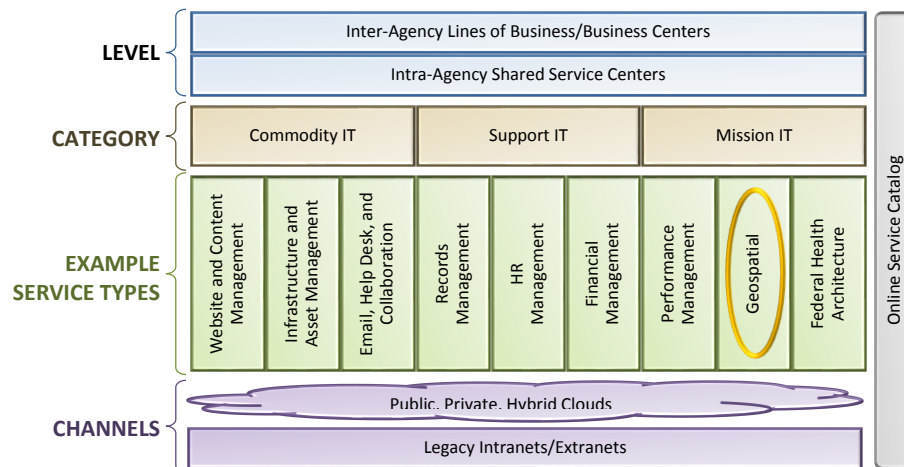 LEVEL
Inter-Agency Lines of Business/Business Centers
Intra-Agency Shared Service Centers
CATEGORY
Commodity IT
Support IT
Mission IT
EXAMPLE
SERVICE TYPES
Website and Content
Management
Infrastructure and
Asset Management
Email, Help Desk, and
Collaboration
Records
Management
HR
Management
Financial
Management
Performance
Management
Geospatial
Federal Health
Architecture
CHANNELS
Public, Private, Hybrid Clouds
Legacy Intranets/Extranets
Online Service Catalog